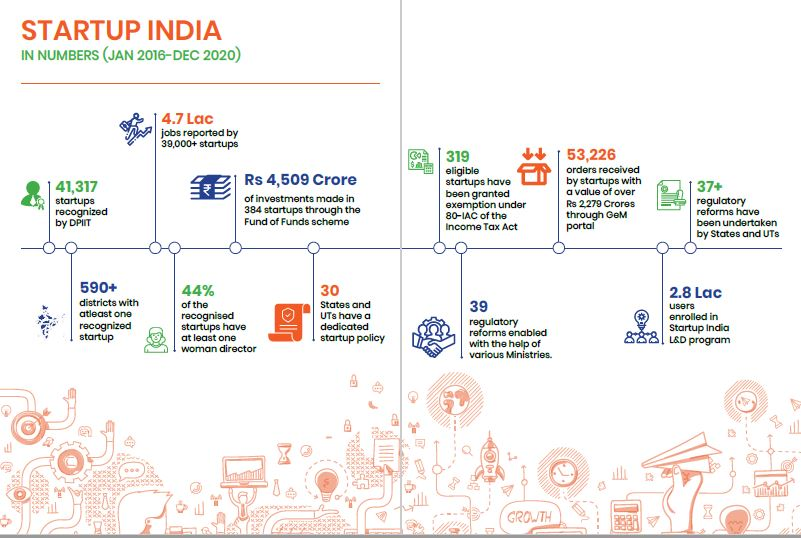 STARTUP INDIA
IN NUMBERS (JAN 2016-DEC 2020)
4.7 Lac
jobs reported by
39,000+ startups
41,317
startups
recognized
by DPIIT
Rs 4,509 Crore
of investments made in
384 startups through the
Fund of Funds scheme
319
eligible
startups have
been granted
exemption under
80-IAC of the
Income Tax Act
53,226
orders received
by startups with
a value of over
Rs 2,279 Crores
through GeM
portal
37+
regulatory
reforms have
been undertaken
by States and UTs
590+
districts with
atleast one
recognized
startup
44%
of the
recognised
startups have
at least one
woman director
30
States and
UTs have a
dedicated
startup policy
39
regulatory
reforms enabled
with the help of
various Ministries.
2.8 Lac
users
enrolled in
Startup India
L&D program
GROWTH